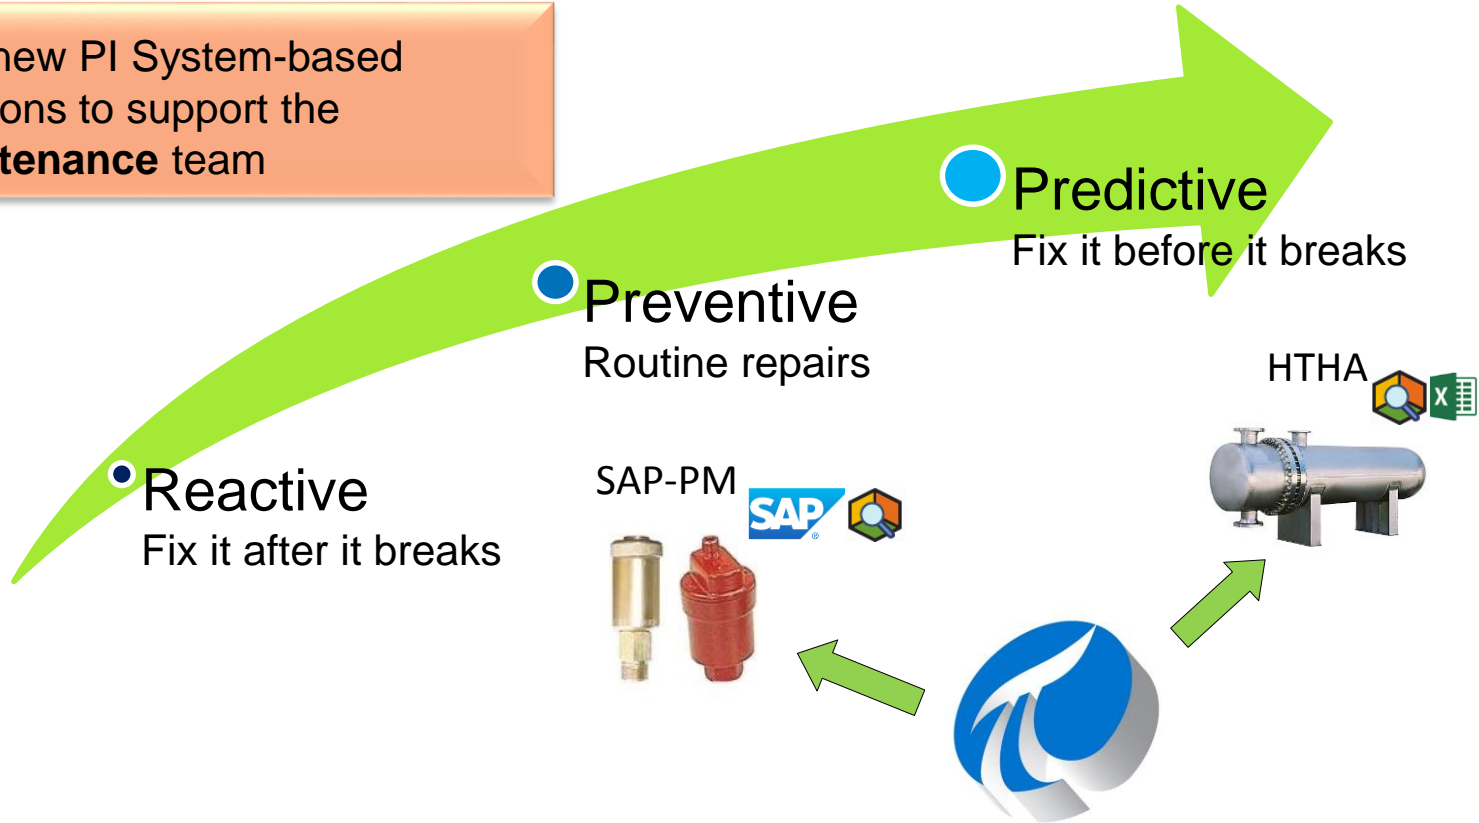 new PI System-based
ons to support the
tenance team
Predictive
Fix it before it breaks
Preventive
Routine repairs
Reactive
Fix it after it breaks
HTHA
X
SAP-PM
SAP
®